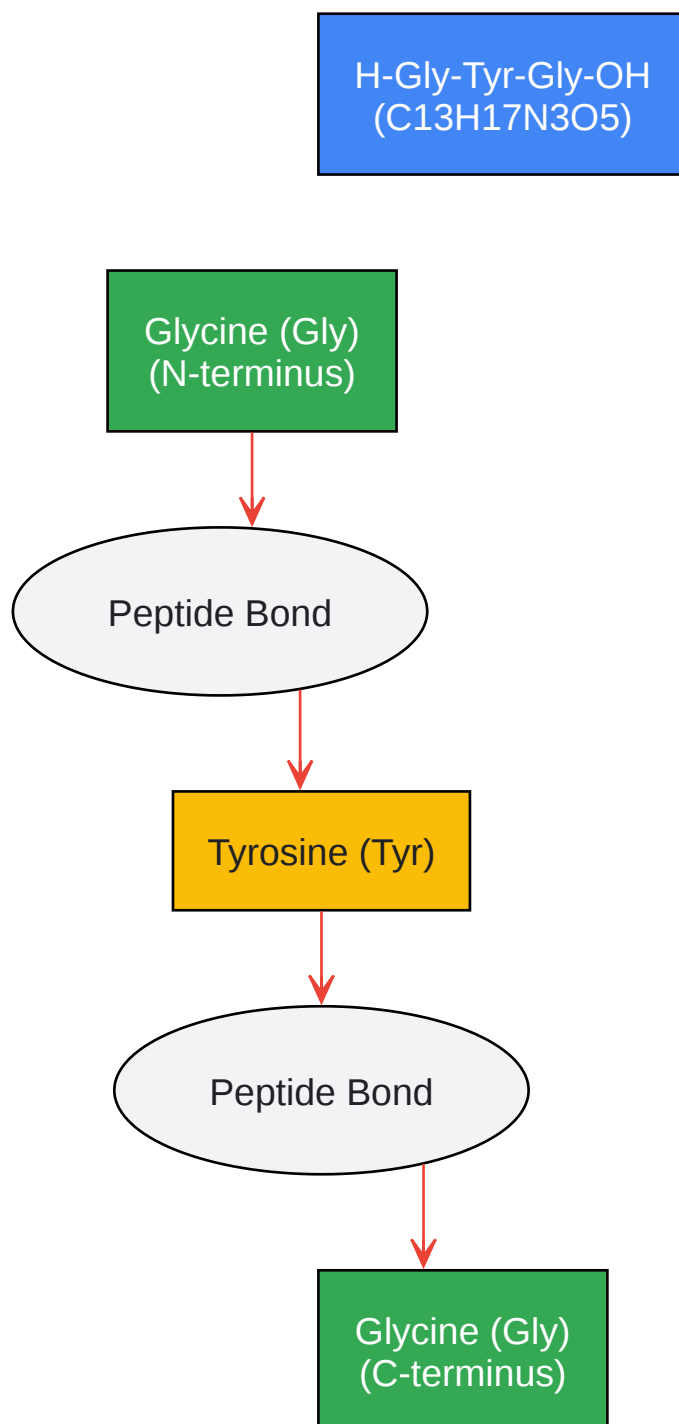 H-Gly-Tyr-Gly-OH
(C13H17N3O5)
Glycine (Gly)
(N-terminus)
Peptide Bond
Tyrosine (Tyr)
Peptide Bond
Glycine (Gly)
(C-terminus)